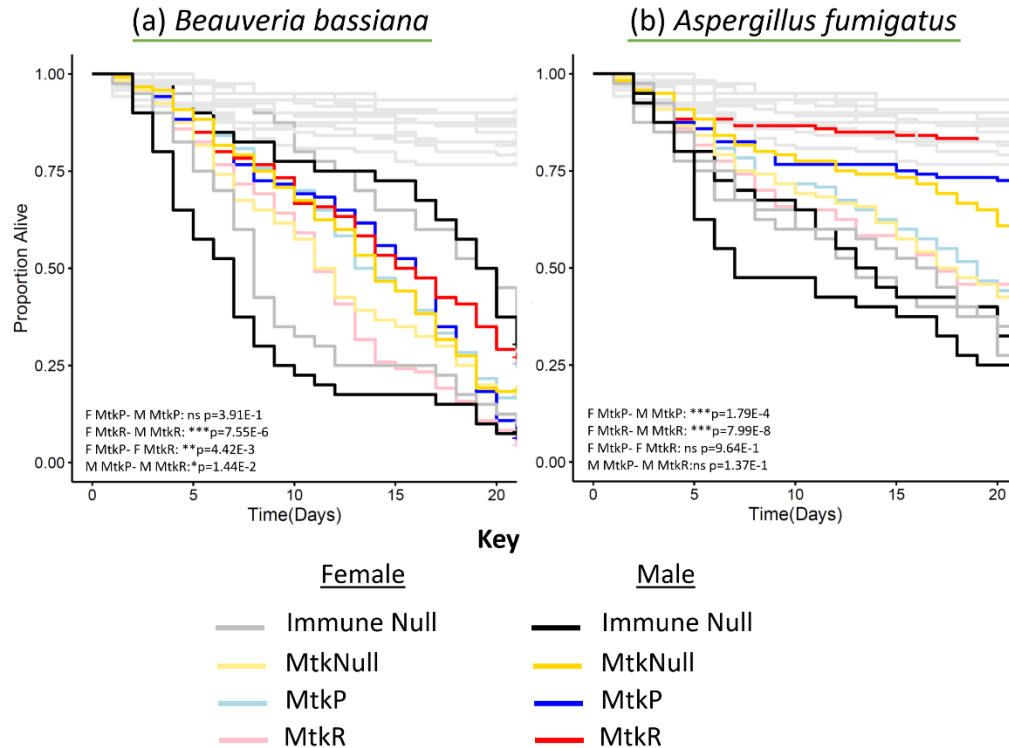 (a) Beauveria bassiana
(b) Aspergillus fumigatus
Proportion Alive
1.00
0.75
0.50
0.25
0.00
F MtkP- M MtkP: ns p=3.91E-1
F MtkR- M MtkR: ***p=7.55E-6
F MtkP- F MtkR: **p=4.42E-3
M MtkP- M MtkR:*p=1.44E-2
0 5 10 15 20
Time(Days)
1.00
0.75
0.50
0.25
0.00
F MtkP- M MtkP: ***p=1.79E-4
F MtkR- M MtkR: ***p=7.99E-8
F MtkP- F MtkR: ns p=9.64E-1
M MtkP- M MtkR:ns p=1.37E-1
0 5 10 15 20
Time(Days)
Key
Female
Immune Null
MtkNull
MtkP
MtkR
Male
Immune Null
MtkNull
MtkP
MtkR